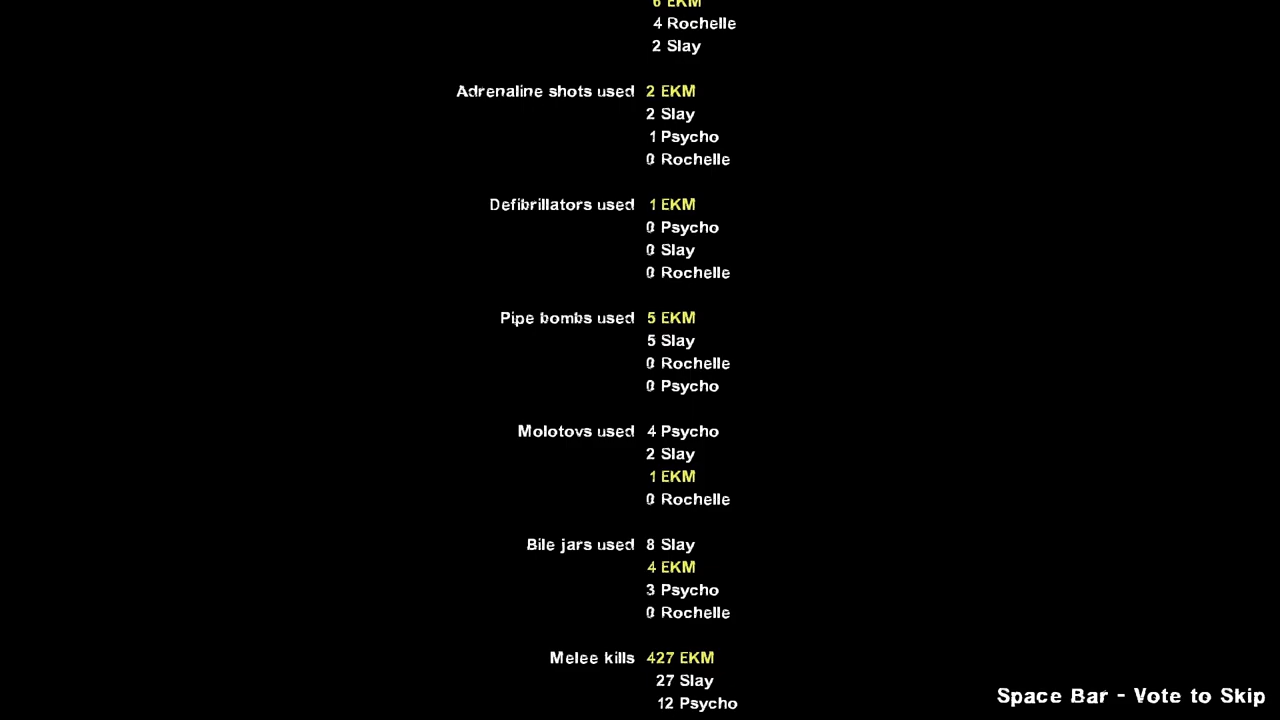 6 EKM
4 Rochelle
2 Slay
Adrenaline shots used 2 EKM
2 Slay
1 Psycho
0 Rochelle
Defibrillators used 1 EKM
0 Psycho
0 Slay
0 Rochelle
Pipe bombs used 5 EKM
5 Slay
0 Rochelle
0 Psycho
Molotovs used 4 Psycho
2 Slay
1 EKM
0 Rochelle
Bile jars used 8 Slay
4 EKM
3 Psycho
0 Rochelle
Melee kills 427 EKM
27 Slay
12 Psycho
Space Bar - Vote to Skip